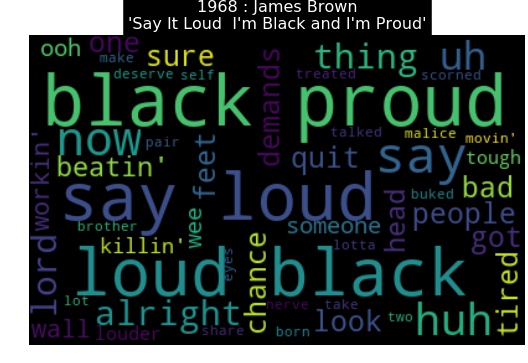 1968 : James Brown
'Say It Loud  I'm Black and I'm Proud'
ooh one make sure thing uh
deserve self demands treated scorned
black proud
now pair feet talked malice movin'
beatin' quit say tough
workin' say loud head buked bad
brother wee someone people
lord killin' eyes lotta got
loud chance black
lot alright nerve take look two huh tired
wall louder share born